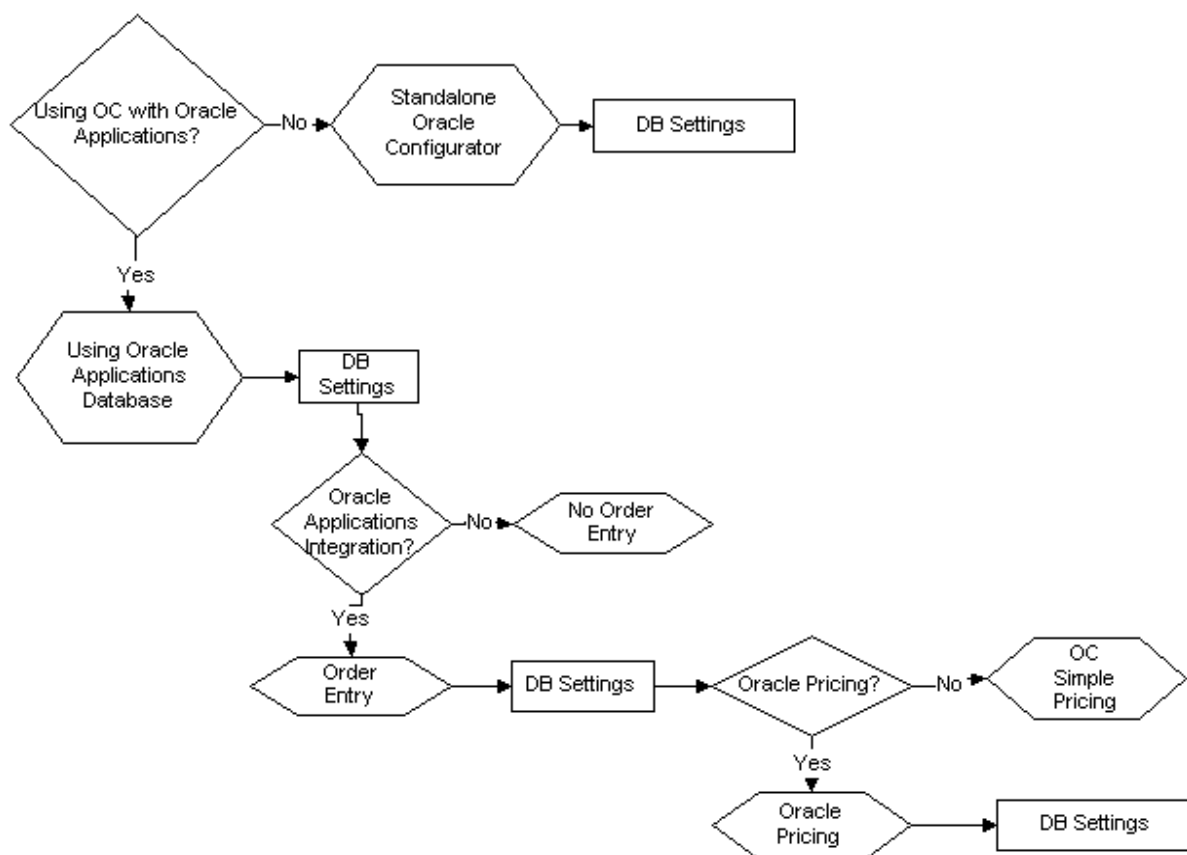 Using OC with Oracle
Applications?
No
Standalone
Oracle
Configurator
DB Settings
Yes
Using Oracle
Applications
Database
DB
Settings
Oracle
Applications
Integration?
No
No Order
Entry
Yes
Order
Entry
DB Settings
Oracle Pricing?
No
OC
Simple
Pricing
Yes
Oracle
Pricing
DB Settings